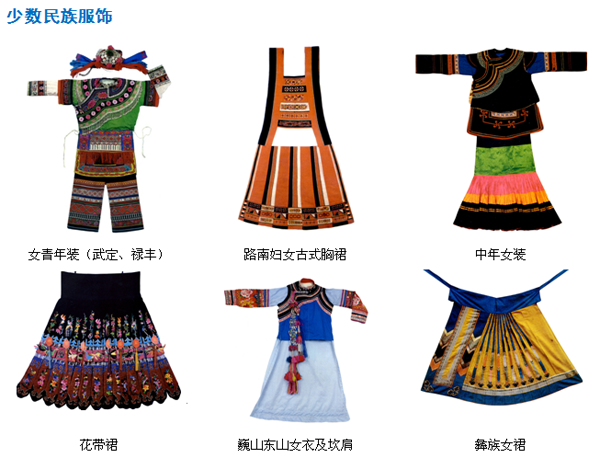 少数民族服饰
女青年装（武定、禄丰）
路南妇女古式胸裙
中年女装
花带裙
巍山东山女衣及坎肩
彝族女裙